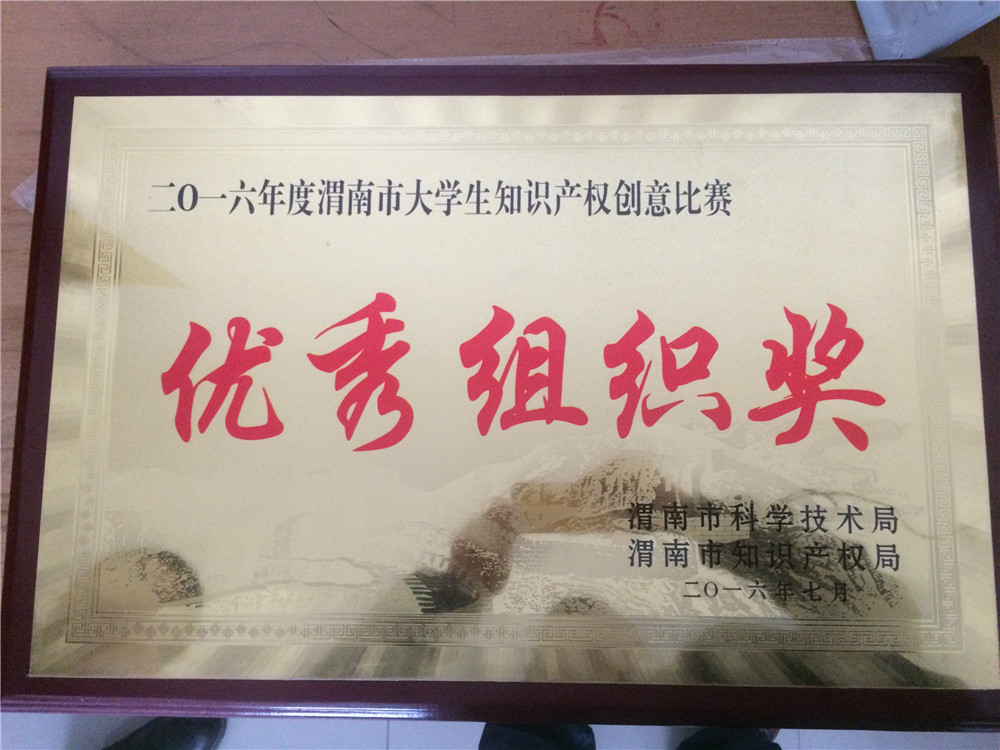 二〇一六年度渭南市大学生知识产权创意比赛
优秀组织奖
渭南市科学技术局
渭南市知识产权局
二〇一六年七月